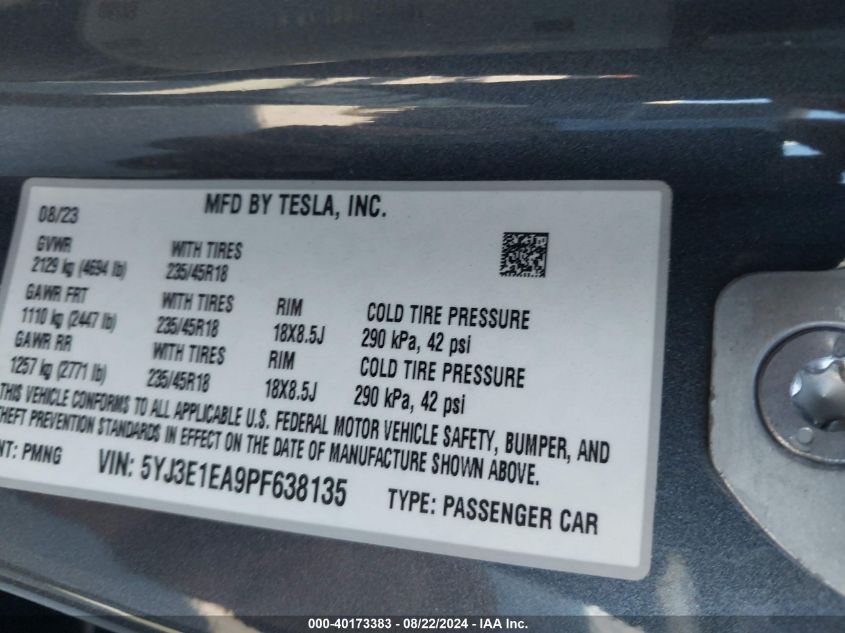 08/23 MFD BY TESLA, INC.
GVWR WITH TIRES
2129 kg (4694 lb) 235/45R18
GAWR FRT WITH TIRES RIM COLD TIRE PRESSURE
1110 kg (2447 lb) 235/45R18 18X8.5J 290 kPa, 42 psi
GAWR RR WITH TIRES RIM COLD TIRE PRESSURE
1257 kg (2771 lb) 235/45R18 18X8.5J 290 kPa, 42 psi
THIS VEHICLE CONFORMS TO ALL APPLICABLE U.S. FEDERAL MOTOR VEHICLE SAFETY, BUMPER, AND
THEFT PREVENTION STANDARDS IN EFFECT ON THE DATE OF MANUFACTURE SHOWN ABOVE.
NT: PMNG VIN: 5YJ3E1EA9PF638135 TYPE: PASSENGER CAR
000-40173383 - 08/22/2024 - IAA Inc.